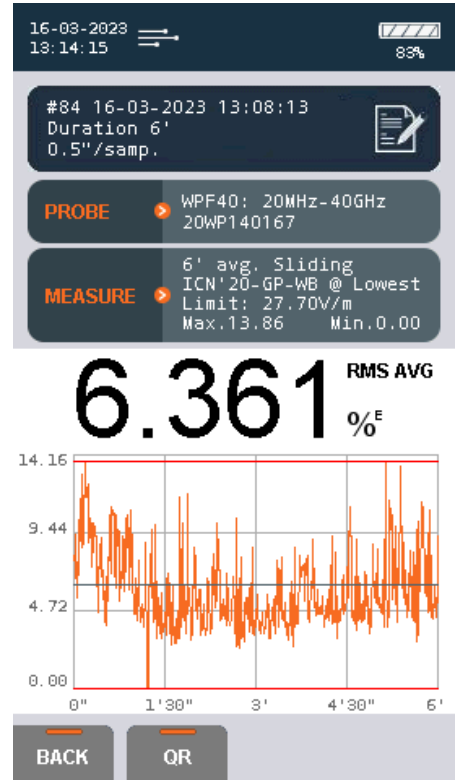 16-03-2023
13:14:15
83%
#84 16-03-2023 13:08:13
Duration 6'
0.5"/samp.
PROBE
WPF40: 20MHz-40GHz
20WP140167
MEASURE
6' avg. Sliding
ICN'20-GP-WB @ Lowest
Limit: 27.70V/m
Max.13.86 Min.0.00
6.361 RMS AVG
%E
14.16
9.44
4.72
0.00
0" 1'30" 3' 4'30" 6'
BACK QR